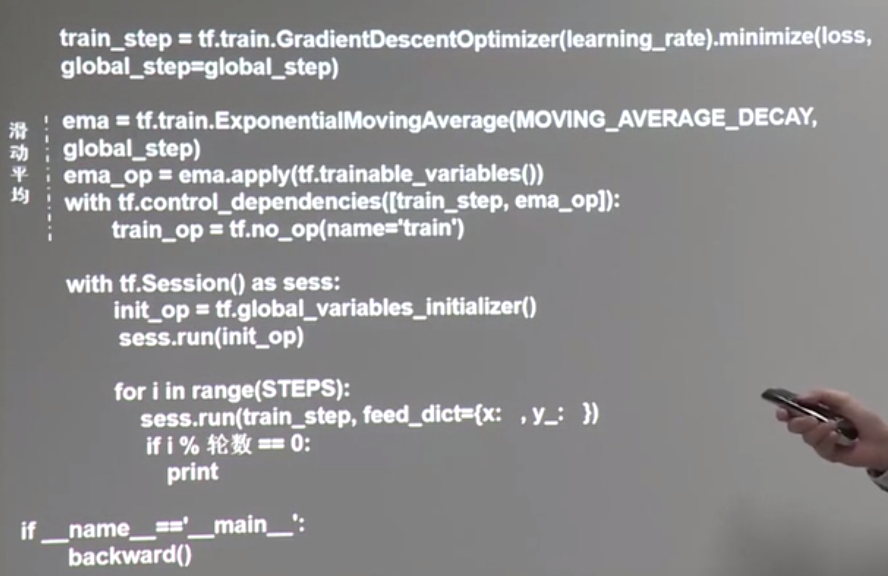 train_step = tf.train.GradientDescentOptimizer(learning_rate).minimize(loss,
global_step=global_step)
滑动平均
ema = tf.train.ExponentialMovingAverage(MOVING_AVERAGE_DECAY,
global_step)
ema_op = ema.apply(tf.trainable_variables())
with tf.control_dependencies([train_step, ema_op]):
train_op = tf.no_op(name='train')
with tf.Session() as sess:
init_op = tf.global_variables_initializer()
sess.run(init_op)
for i in range(STEPS):
sess.run(train_step, feed_dict={x: , y_: })
if i % 轮数 == 0:
print
if __name__=='__main__':
backward()